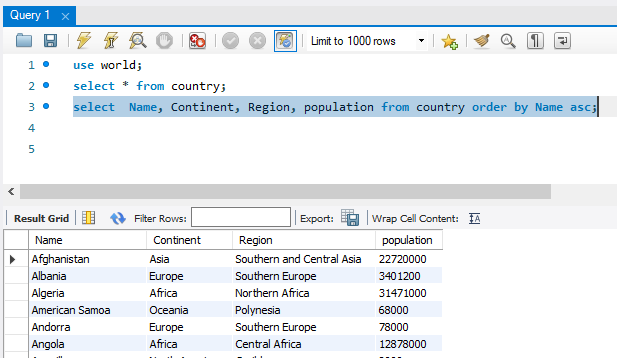 Query 1
Limit to 1000 rows
1 use world;
2 select * from country;
3 select  Name, Continent, Region, population from country order by Name asc;
4
5
Result Grid Filter Rows: Export: Wrap Cell Content:
Name Continent Region population
Afghanistan Asia Southern and Central Asia 22720000
Albania Europe Southern Europe 3401200
Algeria Africa Northern Africa 31471000
American Samoa Oceania Polynesia 68000
Andorra Europe Southern Europe 78000
Angola Africa Central Africa 12878000